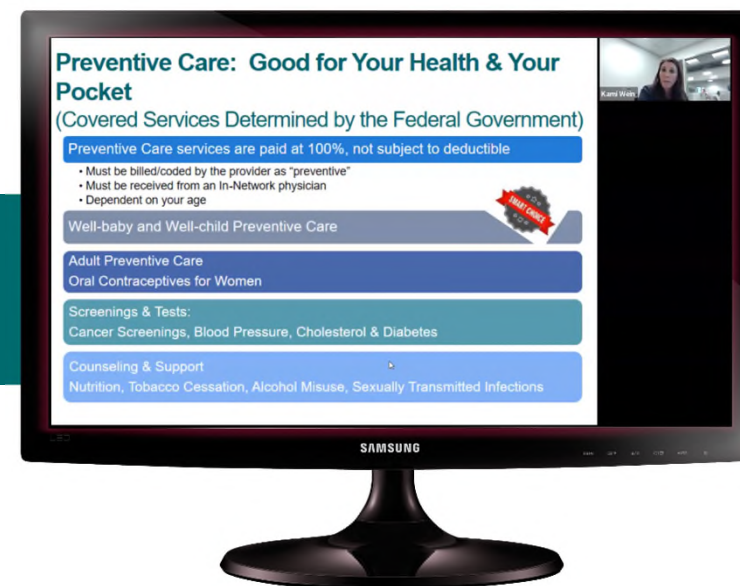 Preventive Care: Good for Your Health & Your
Pocket
(Covered Services Determined by the Federal Government)
Preventive Care services are paid at 100%, not subject to deductible
• Must be billed/coded by the provider as “preventive”
• Must be received from an In-Network physician
• Dependent on your age
SMART CHOICE
Well-baby and Well-child Preventive Care
Adult Preventive Care
Oral Contraceptives for Women
Screenings & Tests:
Cancer Screenings, Blood Pressure, Cholesterol & Diabetes
Counseling & Support
Nutrition, Tobacco Cessation, Alcohol Misuse, Sexually Transmitted Infections
Kami Wein
SAMSUNG